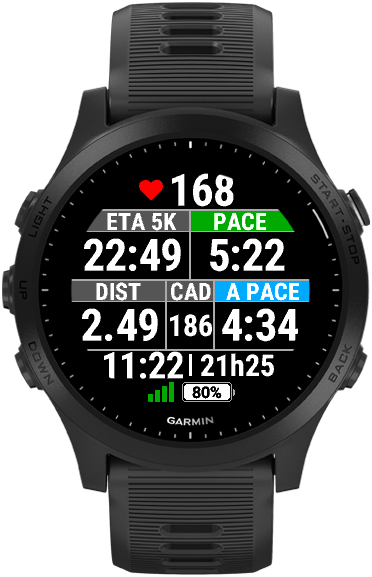 168
ETA 5K PACE
22:49 5:22
DIST CAD A PACE
2.49 186 4:34
11:22 21h25
80%
GARMIN
LIGHT
UP
DOWN
START·STOP
BACK